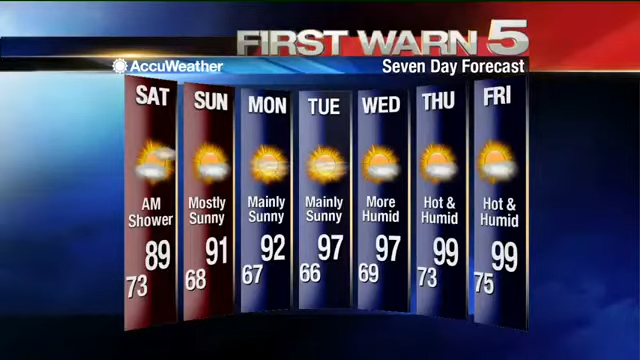 FIRST WARN 5
AccuWeather
Seven Day Forecast
SAT
AM
Shower
89
73
SUN
Mostly
Sunny
91
68
MON
Mainly
Sunny
92
67
TUE
Mainly
Sunny
97
66
WED
More
Humid
97
69
THU
Hot &
Humid
99
73
FRI
Hot &
Humid
99
75